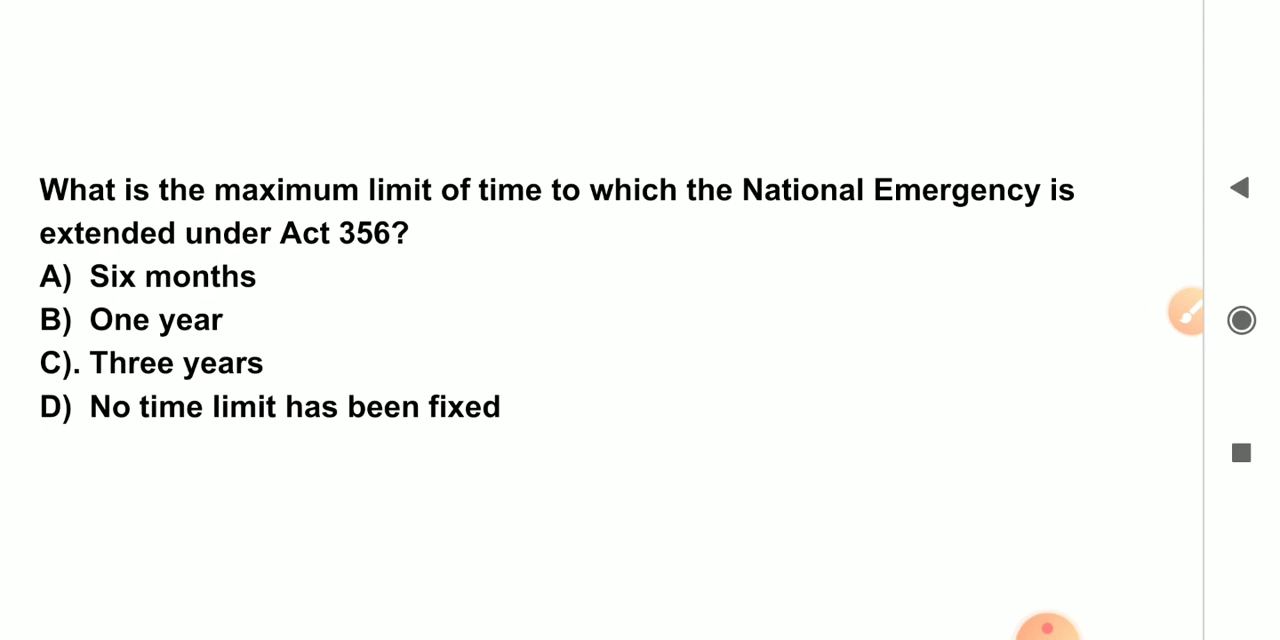 What is the maximum limit of time to which the National Emergency is
extended under Act 356?
A) Six months
B) One year
C). Three years
D) No time limit has been fixed